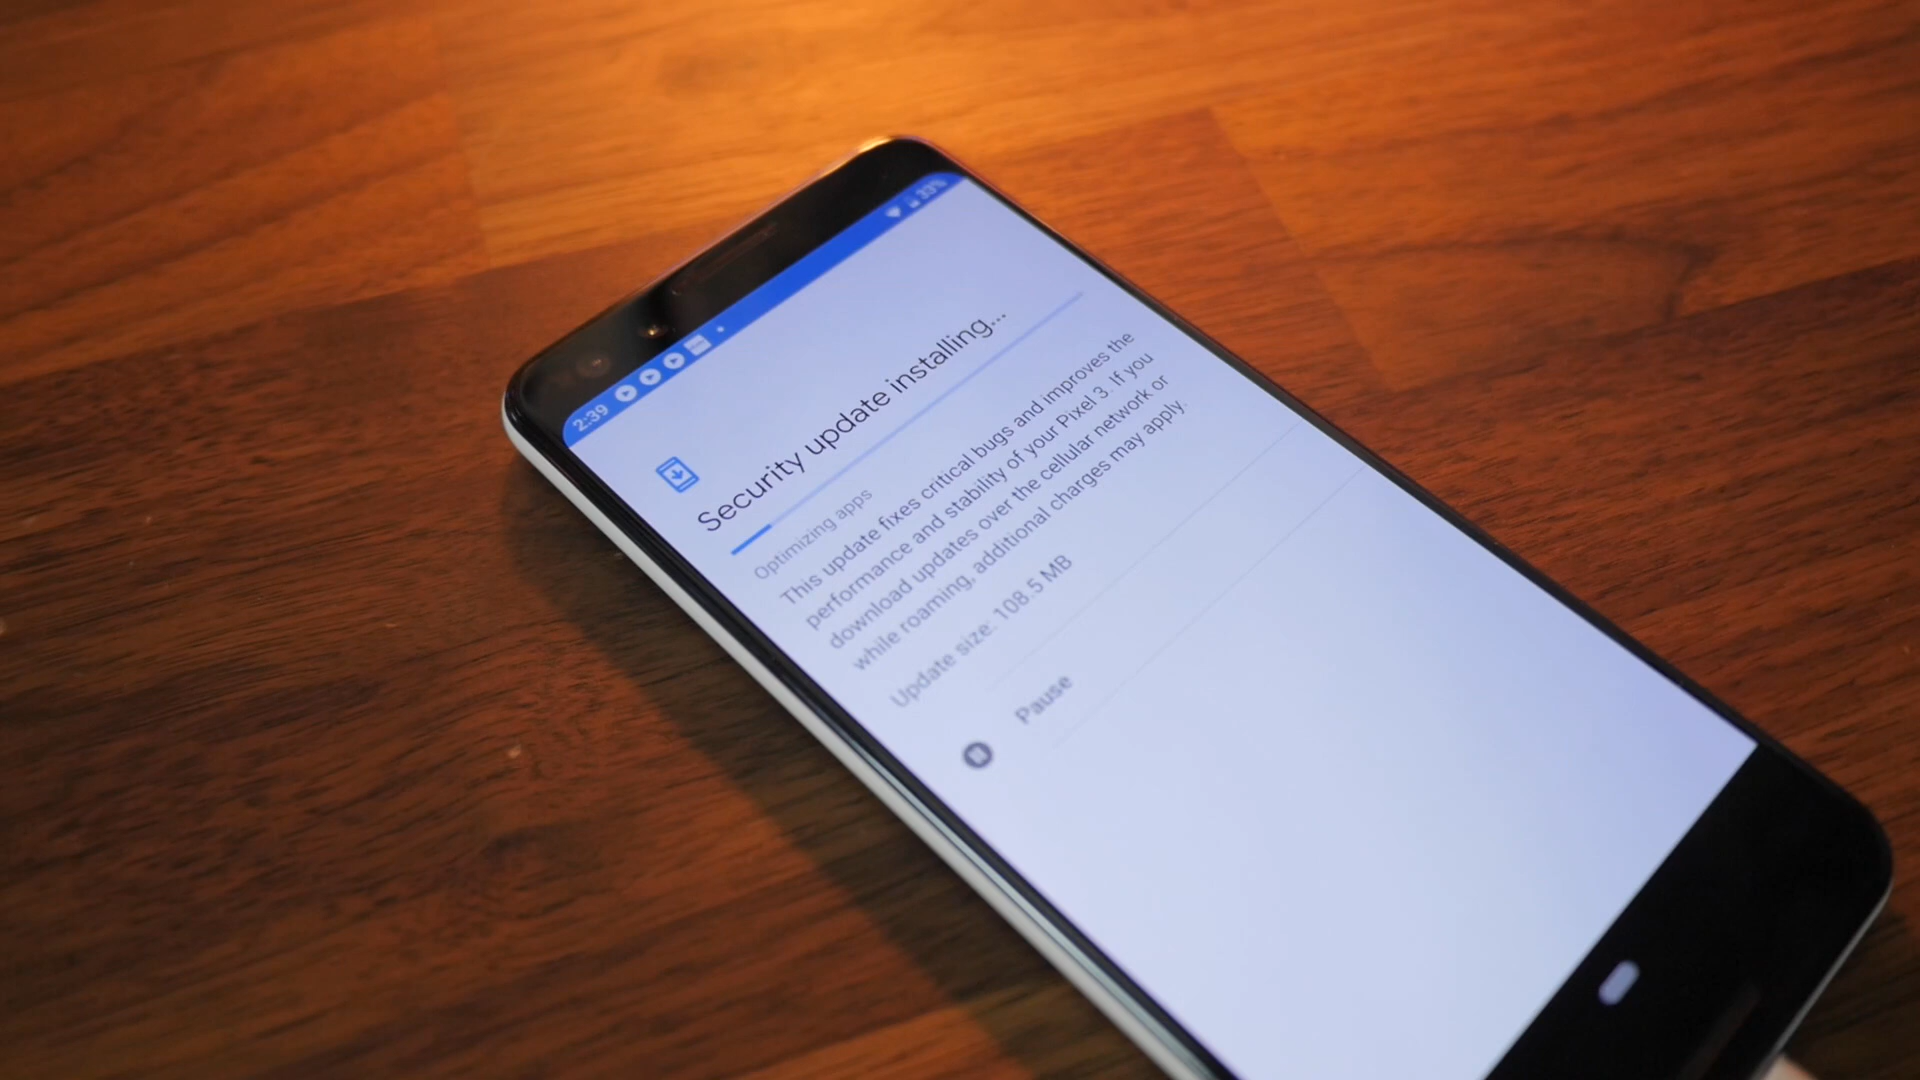 2:39
33%
Security update installing...
Optimizing apps
This update fixes critical bugs and improves the
performance and stability of your Pixel 3. If you
download updates over the cellular network or
while roaming, additional charges may apply.
Update size: 108.5 MB
Pause